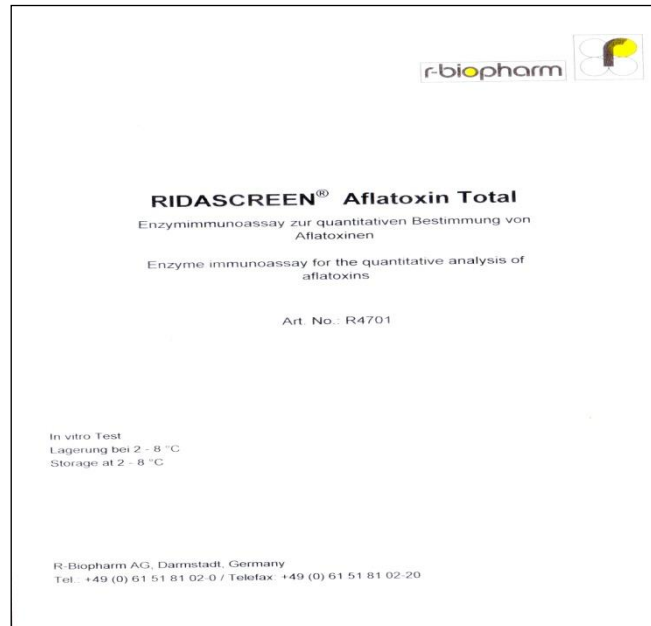 r-biopharm
RIDASCREEN® Aflatoxin Total
Enzymimmunoassay zur quantitativen Bestimmung von
Aflatoxinen
Enzyme immunoassay for the quantitative analysis of
aflatoxins
Art. No.: R4701
In vitro Test
Lagerung bei 2 - 8 °C
Storage at 2 - 8 °C
R-Biopharm AG, Darmstadt, Germany
Tel.: +49 (0) 61 51 81 02-0 / Telefax: +49 (0) 61 51 81 02-20